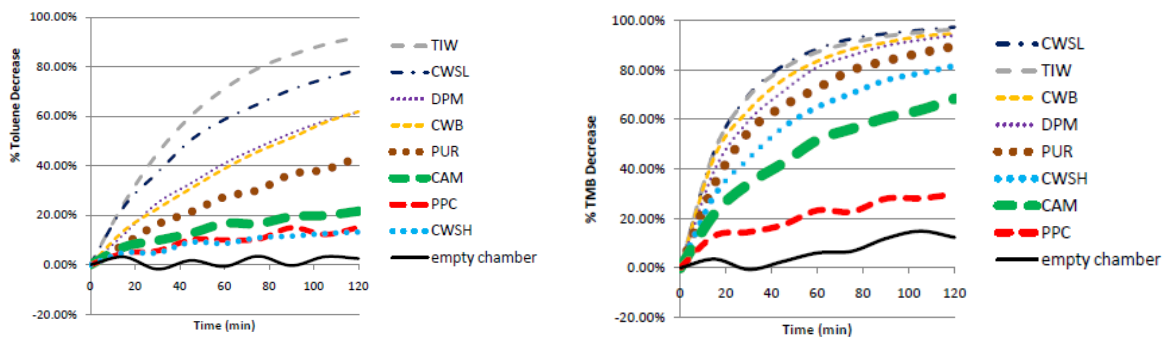 % Toluene Decrease
100.00%
80.00%
60.00%
40.00%
20.00%
0.00%
-20.00%
0 20 40 60 80 100 120
Time (min)
TIW
CWSL
DPM
CWB
PUR
CAM
PPC
CWSH
empty chamber
% TMB Decrease
100.00%
80.00%
60.00%
40.00%
20.00%
0.00%
-20.00%
0 20 40 60 80 100 120
Time (min)
CWSL
TIW
CWB
DPM
PUR
CWSH
CAM
PPC
empty chamber